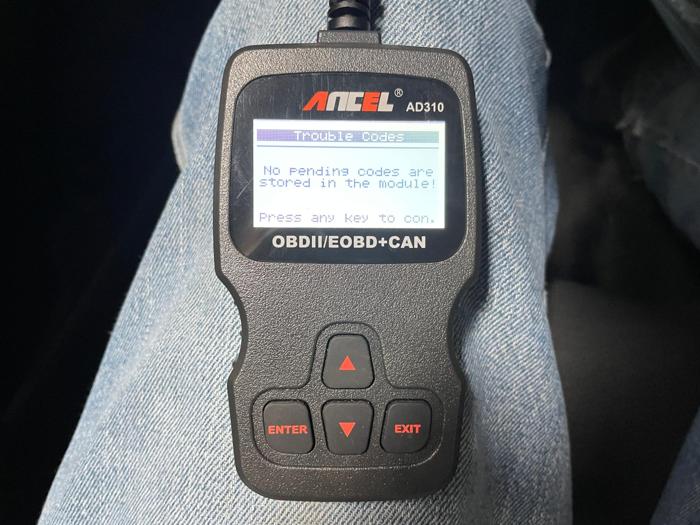 ANCEL® AD310
Trouble Codes
No pending codes are
stored in the module!
Press any key to con.
OBDII/EOBD+CAN
ENTER
EXIT